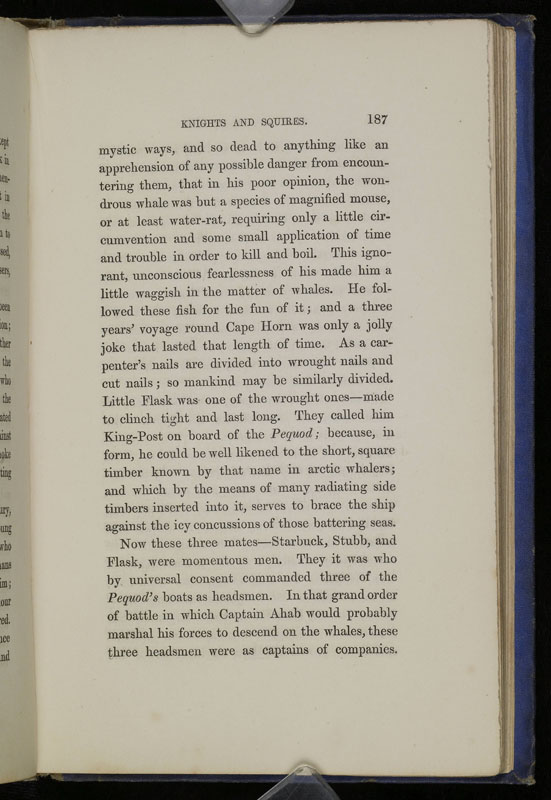 KNIGHTS AND SQUIRES. 187
mystic ways, and so dead to anything like an
apprehension of any possible danger from encoun-
tering them, that in his poor opinion, the won-
drous whale was but a species of magnified mouse,
or at least water-rat, requiring only a little cir-
cumvention and some small application of time
and trouble in order to kill and boil. This igno-
rant, unconscious fearlessness of his made him a
little waggish in the matter of whales. He fol-
lowed these fish for the fun of it; and a three
years' voyage round Cape Horn was only a jolly
joke that lasted that length of time. As a car-
penter's nails are divided into wrought nails and
cut nails; so mankind may be similarly divided.
Little Flask was one of the wrought ones—made
to clinch tight and last long. They called him
King-Post on board of the Pequod; because, in
form, he could be well likened to the short, square
timber known by that name in arctic whalers;
and which by the means of many radiating side
timbers inserted into it, serves to brace the ship
against the icy concussions of those battering seas.
Now these three mates—Starbuck, Stubb, and
Flask, were momentous men. They it was who
by universal consent commanded three of the
Pequod's boats as headsmen. In that grand order
of battle in which Captain Ahab would probably
marshal his forces to descend on the whales, these
three headsmen were as captains of companies.